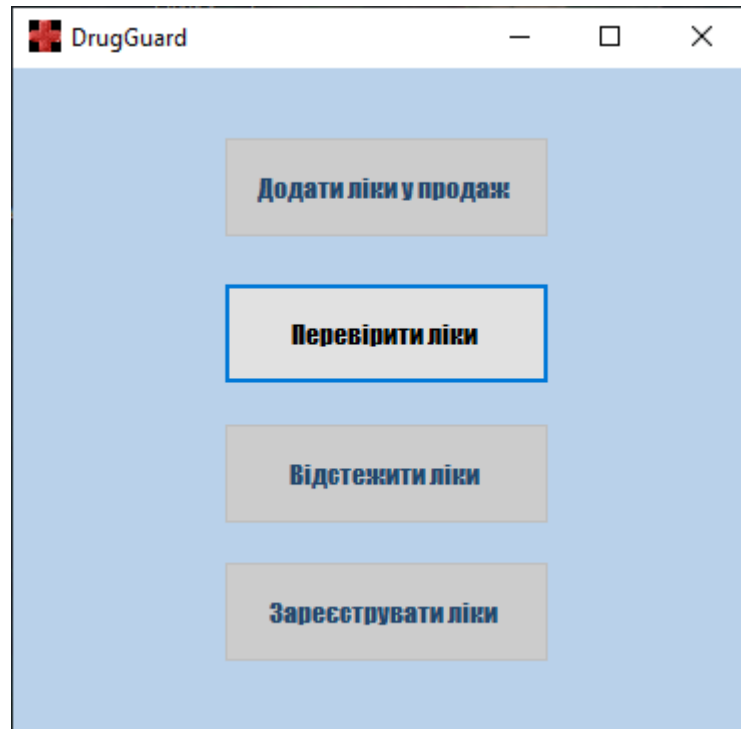 DrugGuard
Додати ліки у продаж
Перевірити ліки
Відстежити ліки
Зареєструвати ліки